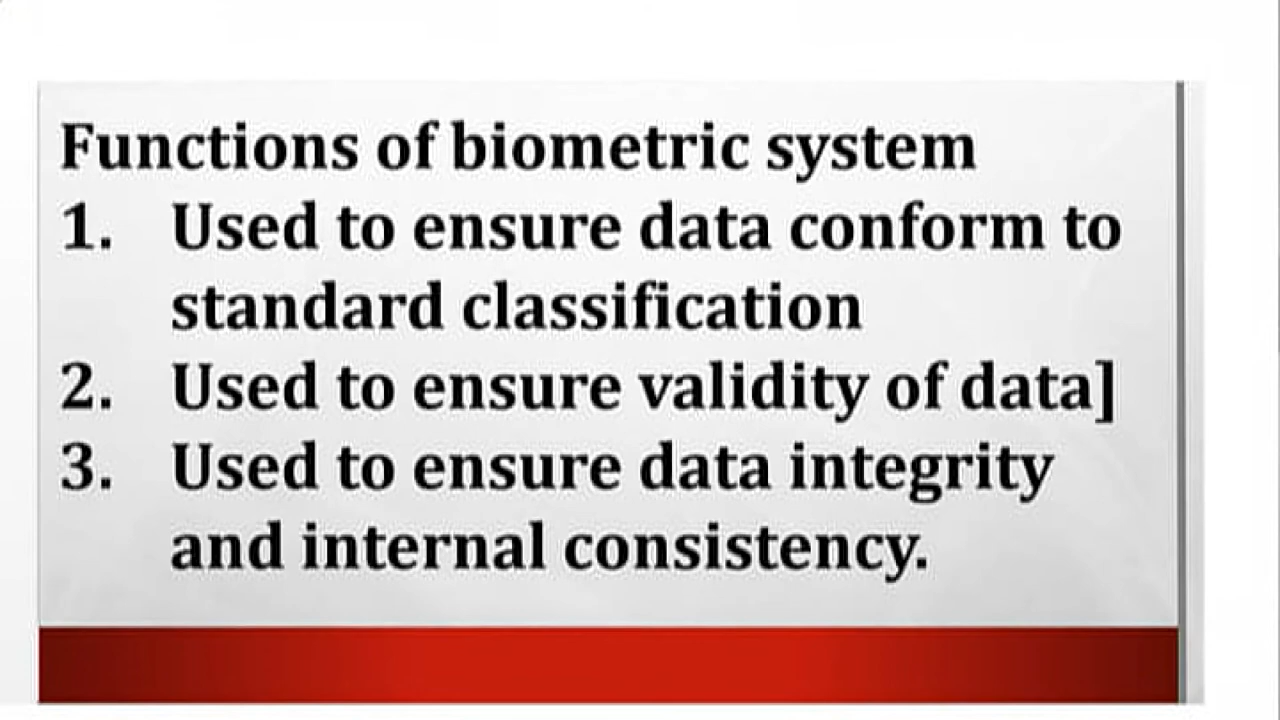 Functions of biometric system
1. Used to ensure data conform to
standard classification
2. Used to ensure validity of data]
3. Used to ensure data integrity
and internal consistency.